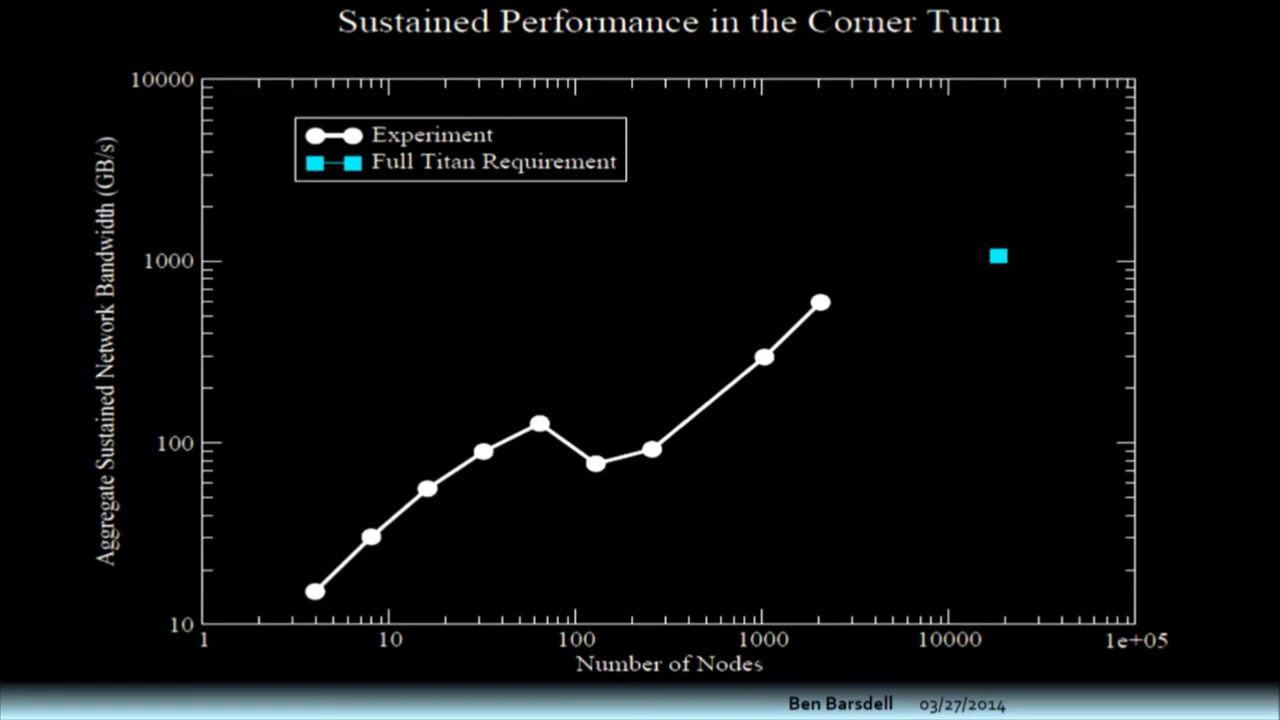 Sustained Performance in the Corner Turn
10000
1000
100
10
Aggregate Sustained Network Bandwidth (GB/s)
Experiment
Full Titan Requirement
1 10 100 1000 10000 1e+05
Number of Nodes
Ben Barsdell 03/27/2014